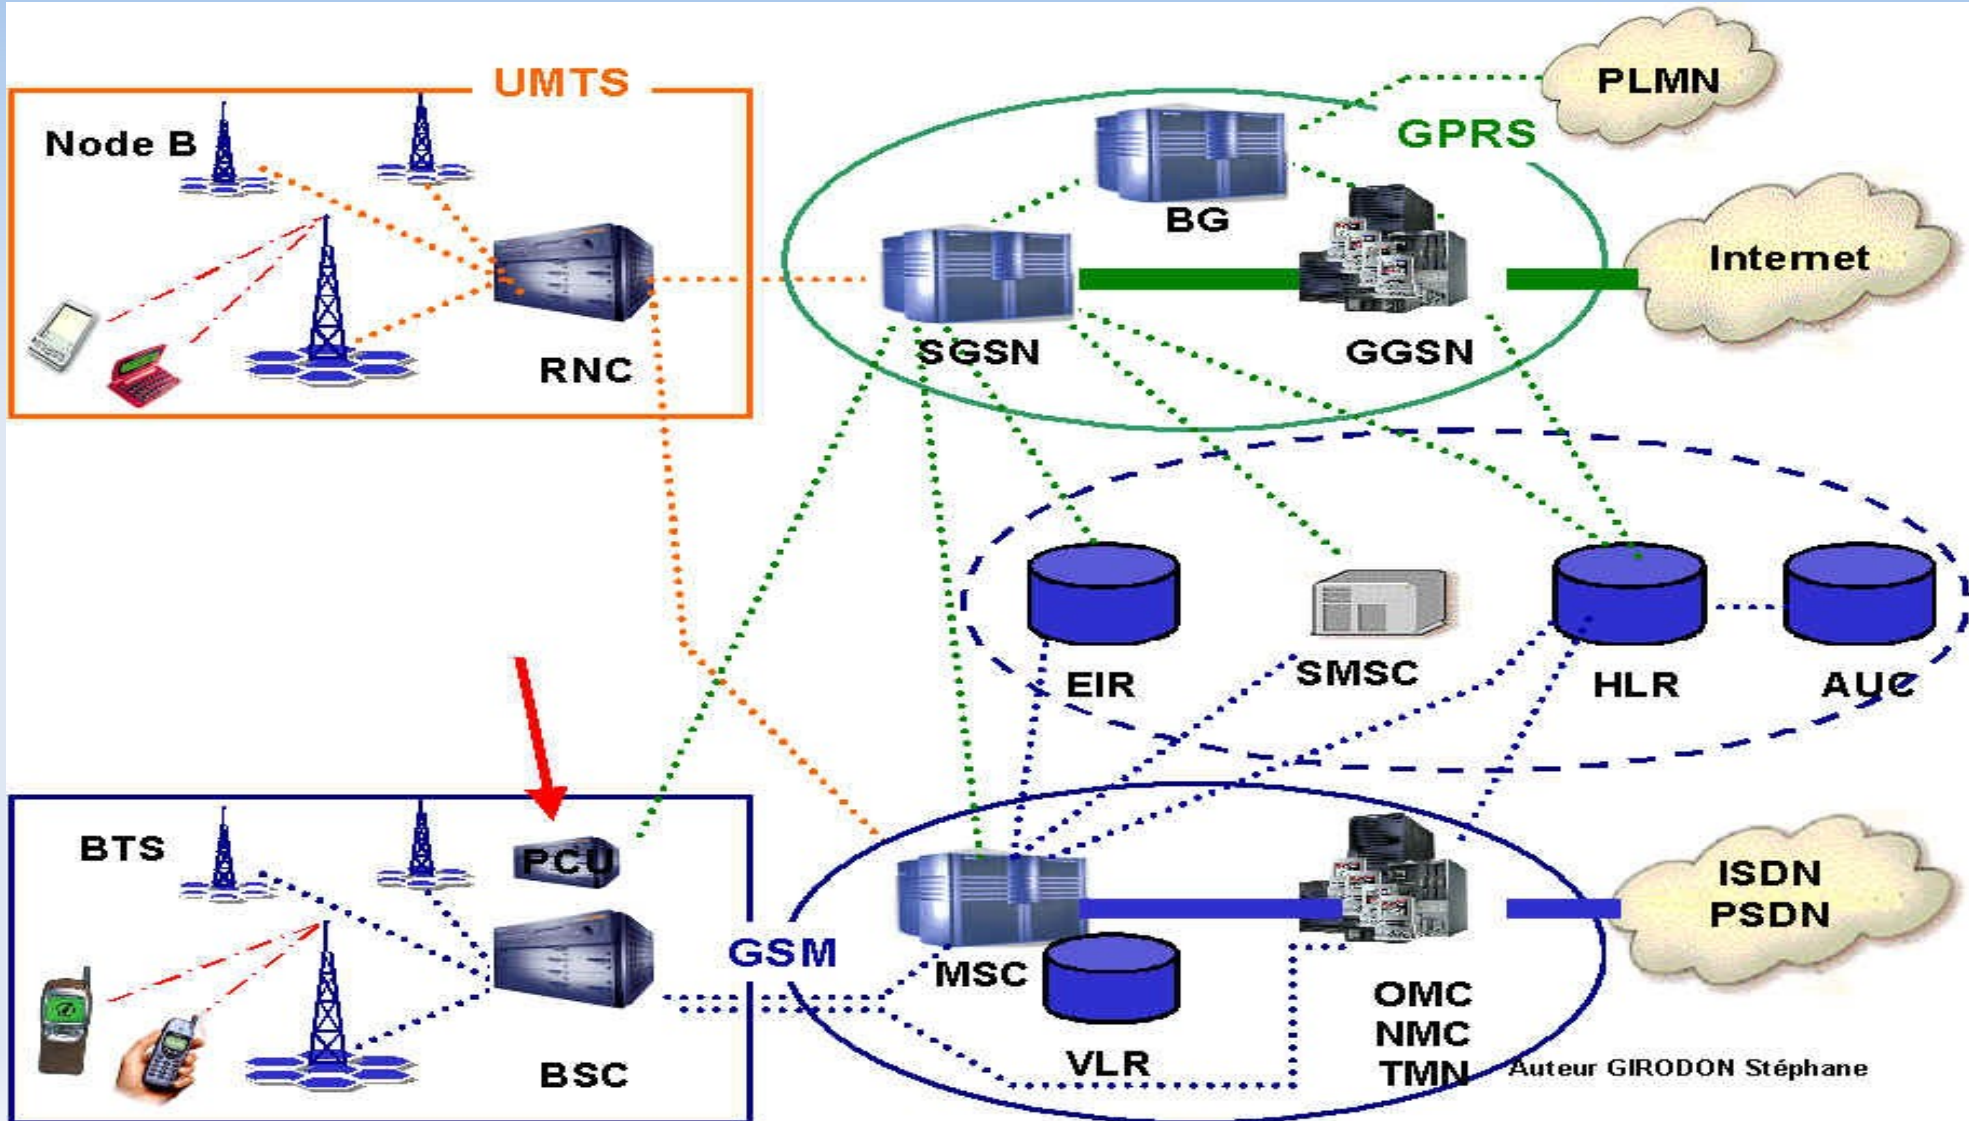 UMTS
PLMN
Node B
GPRS
BG
Internet
RNC
SGSN
GGSN
EIR
SMSC
HLR
AUC
BTS
PCU
ISDN
PSDN
GSM
MSC
OMC
NMC
TMN
BSC
VLR
Auteur GIRODON Stéphane